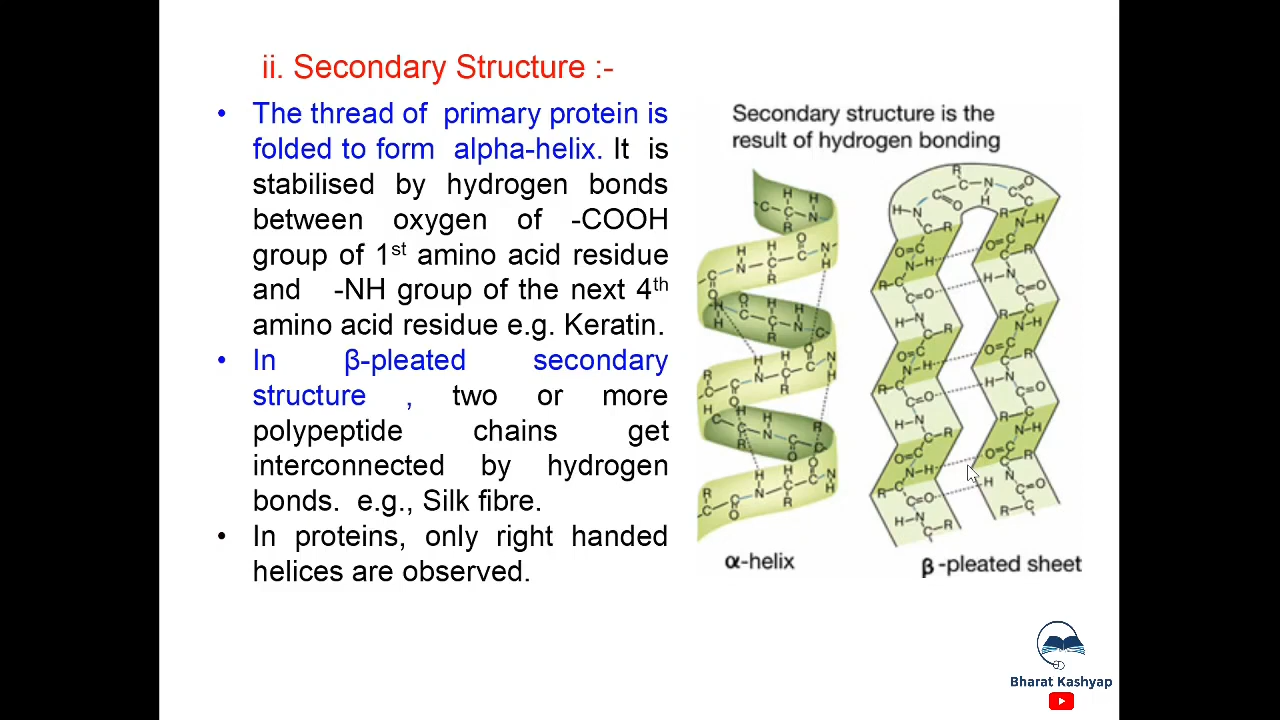 ii. Secondary Structure :-
• The thread of primary protein is
folded to form alpha-helix. It is
stabilised by hydrogen bonds
between oxygen of -COOH
group of 1st amino acid residue
and -NH group of the next 4th
amino acid residue e.g. Keratin.
• In β-pleated secondary
structure , two or more
polypeptide chains get
interconnected by hydrogen
bonds. e.g., Silk fibre.
• In proteins, only right handed
helices are observed.
Secondary structure is the
result of hydrogen bonding
α-helix
β-pleated sheet
Bharat Kashyap